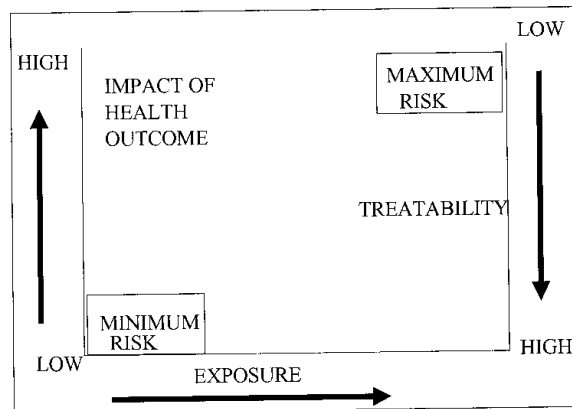 LOW
HIGH
MAXIMUM
RISK
IMPACT OF
HEALTH
OUTCOME
TREATABILITY
MINIMUM
RISK
LOW
HIGH
EXPOSURE